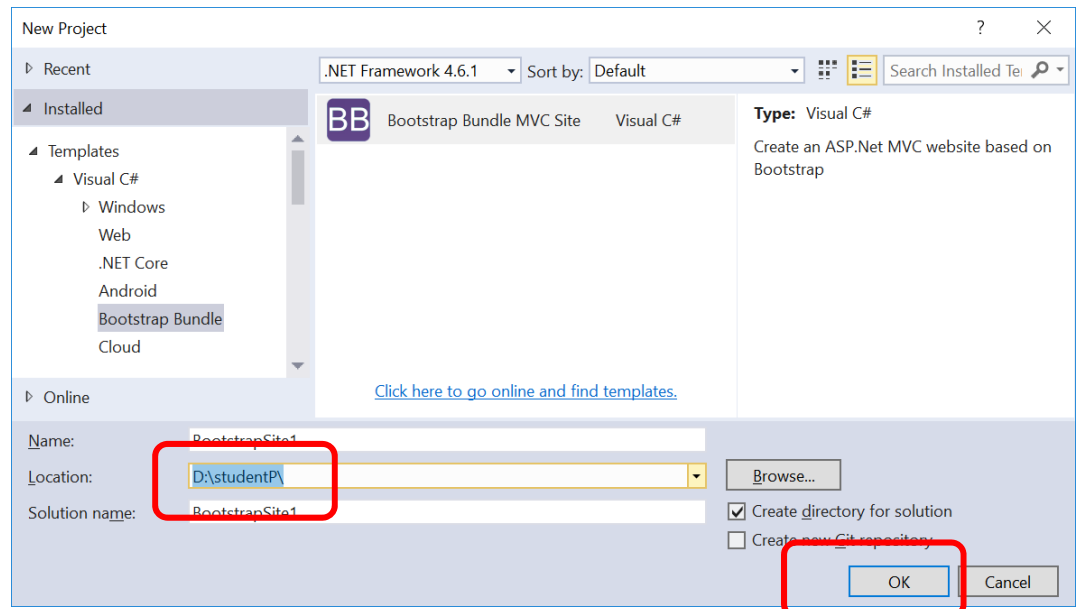 New Project ?
Recent
.NET Framework 4.6.1 Sort by: Default Search Installed Te
Installed
BB Bootstrap Bundle MVC Site Visual C#
Type: Visual C#
Create an ASP.Net MVC website based on
Bootstrap
Templates
Visual C#
Windows
Web
.NET Core
Android
Bootstrap Bundle
Cloud
Click here to go online and find templates.
Online
Name: BootstrapSite1
Location: D:\studentP\ Browse...
Solution name: BootstrapSite1
Create directory for solution
Create new Git repository
OK Cancel